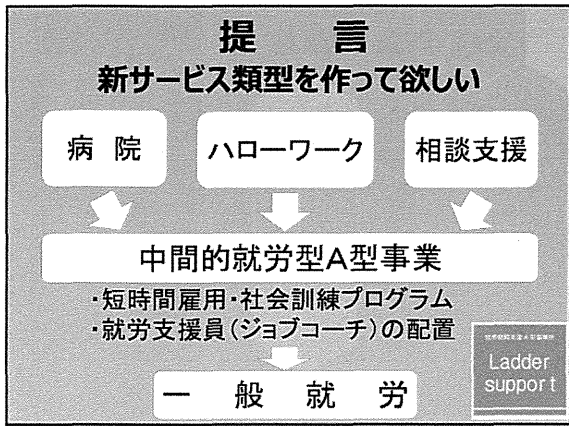 提 言
新サービス類型を作って欲しい
病 院
ハローワーク
相談支援
中間的就労型A型事業
・短時間雇用・社会訓練プログラム
・就労支援員(ジョブコーチ)の配置
Ladder
support
一 般 就 労